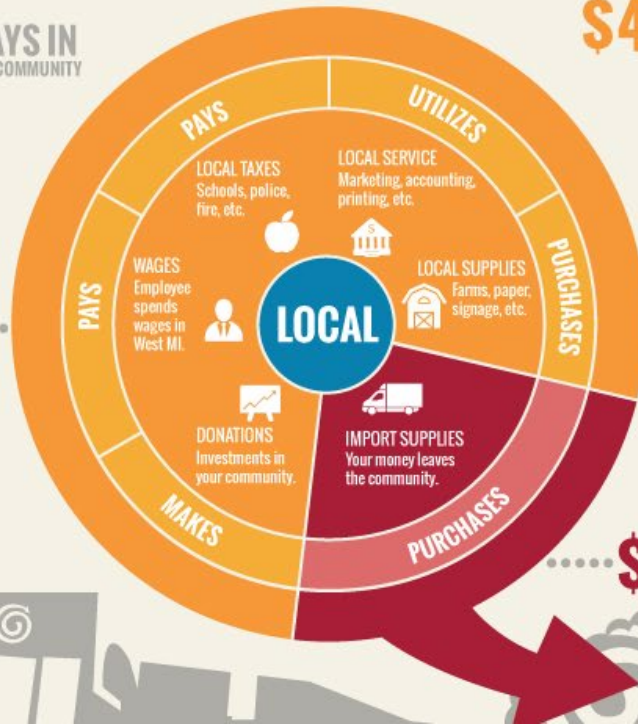 AYS IN
COMMUNITY
$4
PAYS
UTILIZES
LOCAL TAXES
Schools, police,
fire, etc.
LOCAL SERVICE
Marketing, accounting,
printing, etc.
PAYS
WAGES
Employee
spends
wages in
West MI.
LOCAL
LOCAL SUPPLIES
Farms, paper,
signage, etc.
PURCHASES
DONATIONS
Investments in
your community.
IMPORT SUPPLIES
Your money leaves
the community.
MAKES
PURCHASES
$